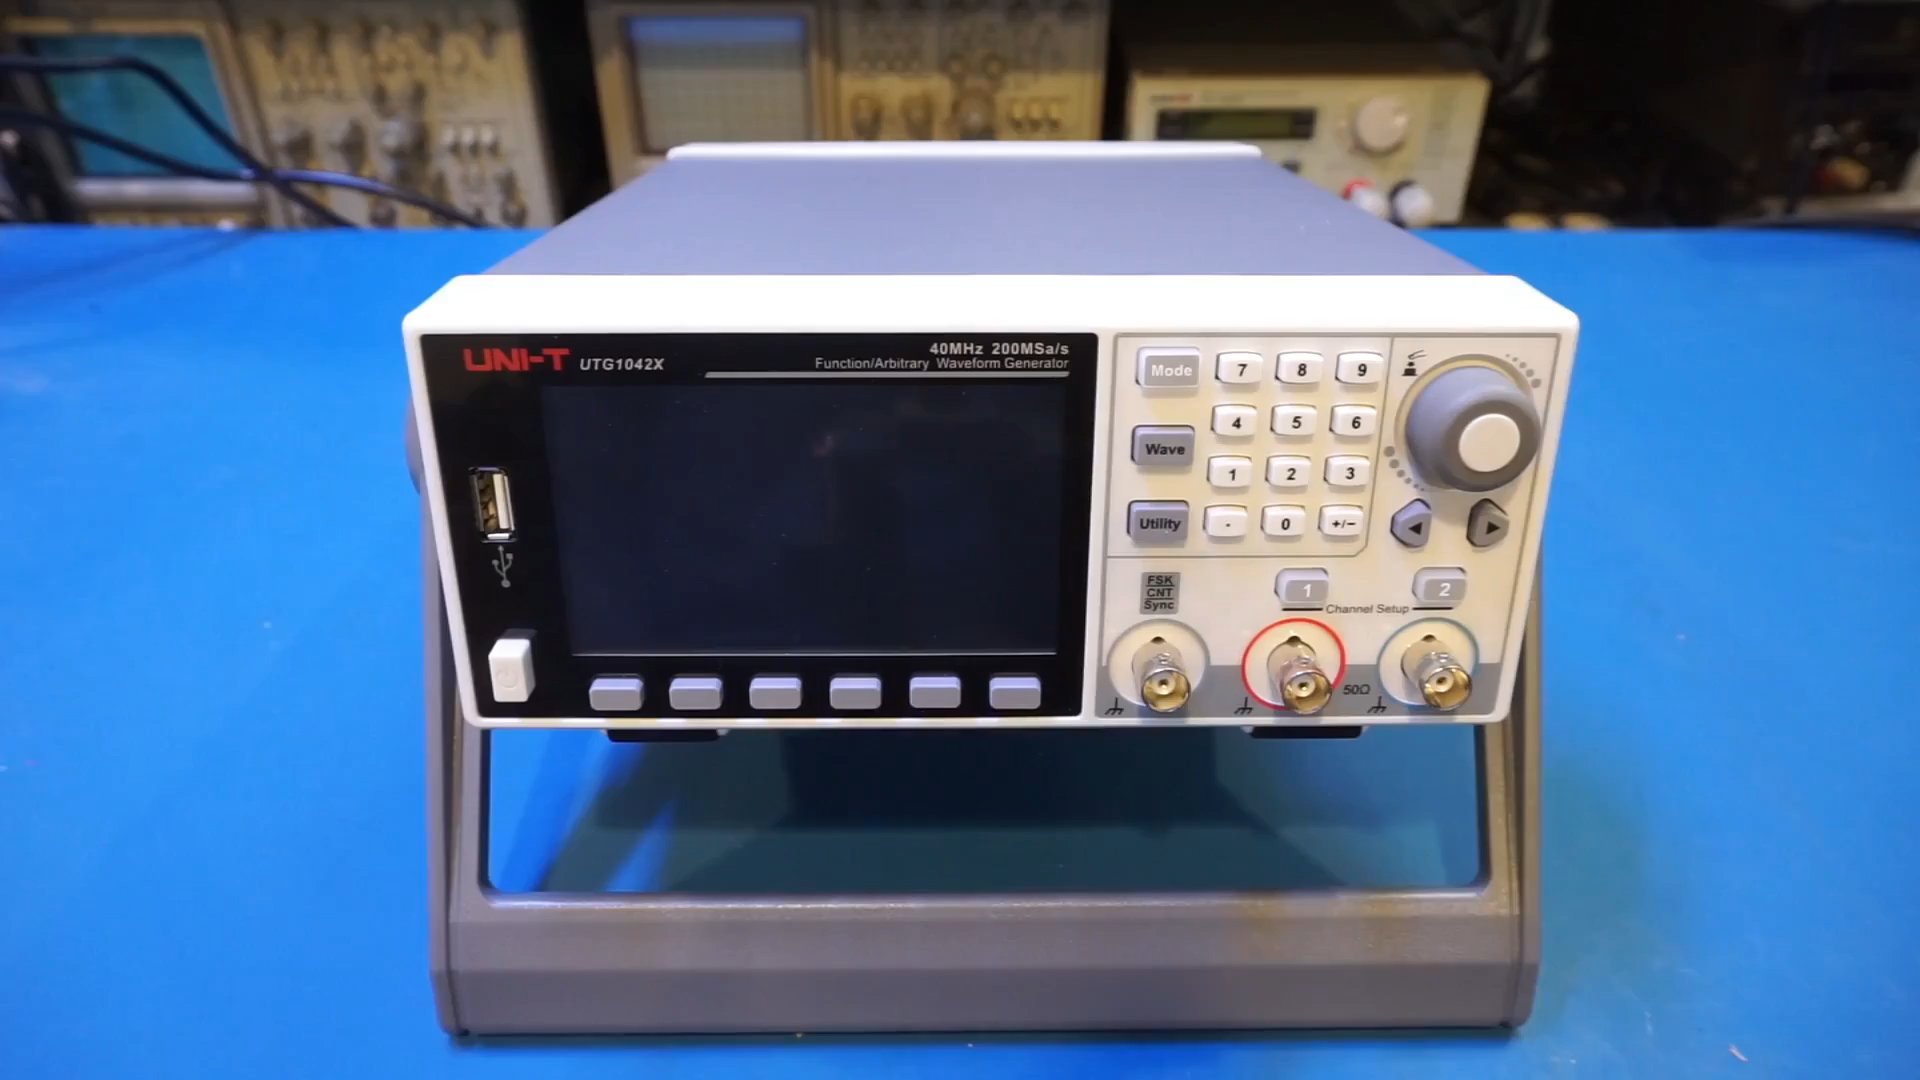 UNI-T UTG1042X
40MHz 200MSa/s
Function/Arbitrary Waveform Generator
Mode 7 8 9
Wave 4 5 6
1 2 3
Utility · 0 +/−
FSK
CNT
Sync
1 2
Channel Setup
50Ω